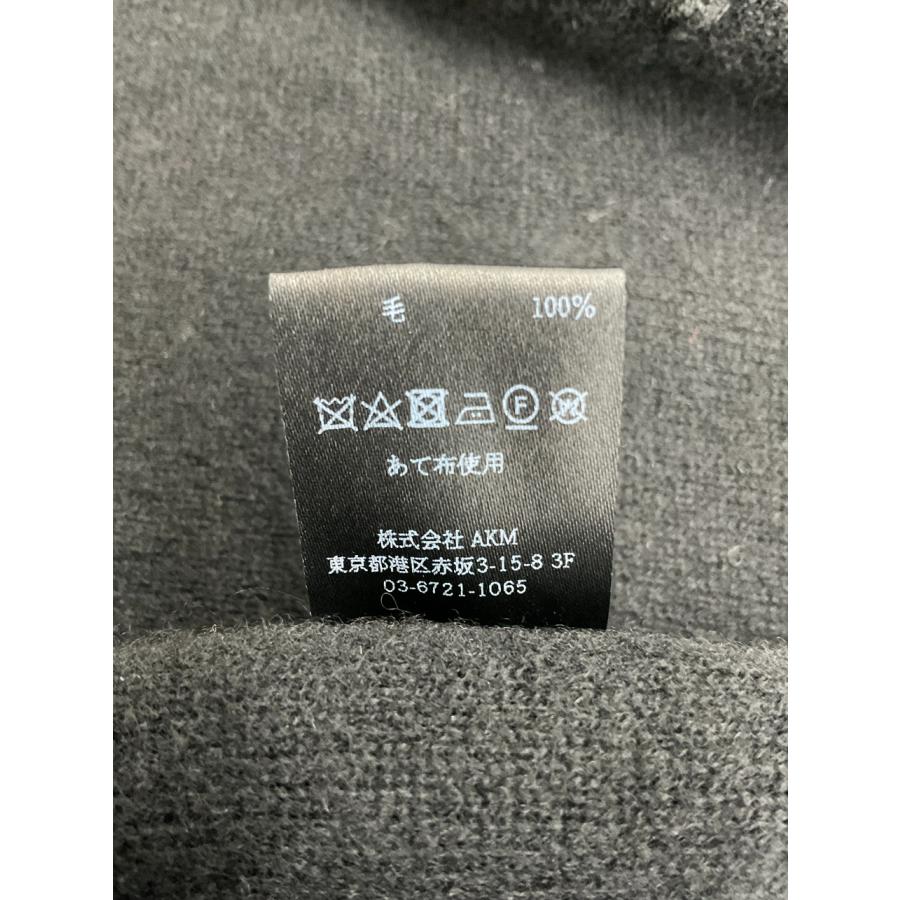 毛 100%
F W
あて布使用
株式会社 AKM
東京都港区赤坂3-15-8 3F
03-6721-1065